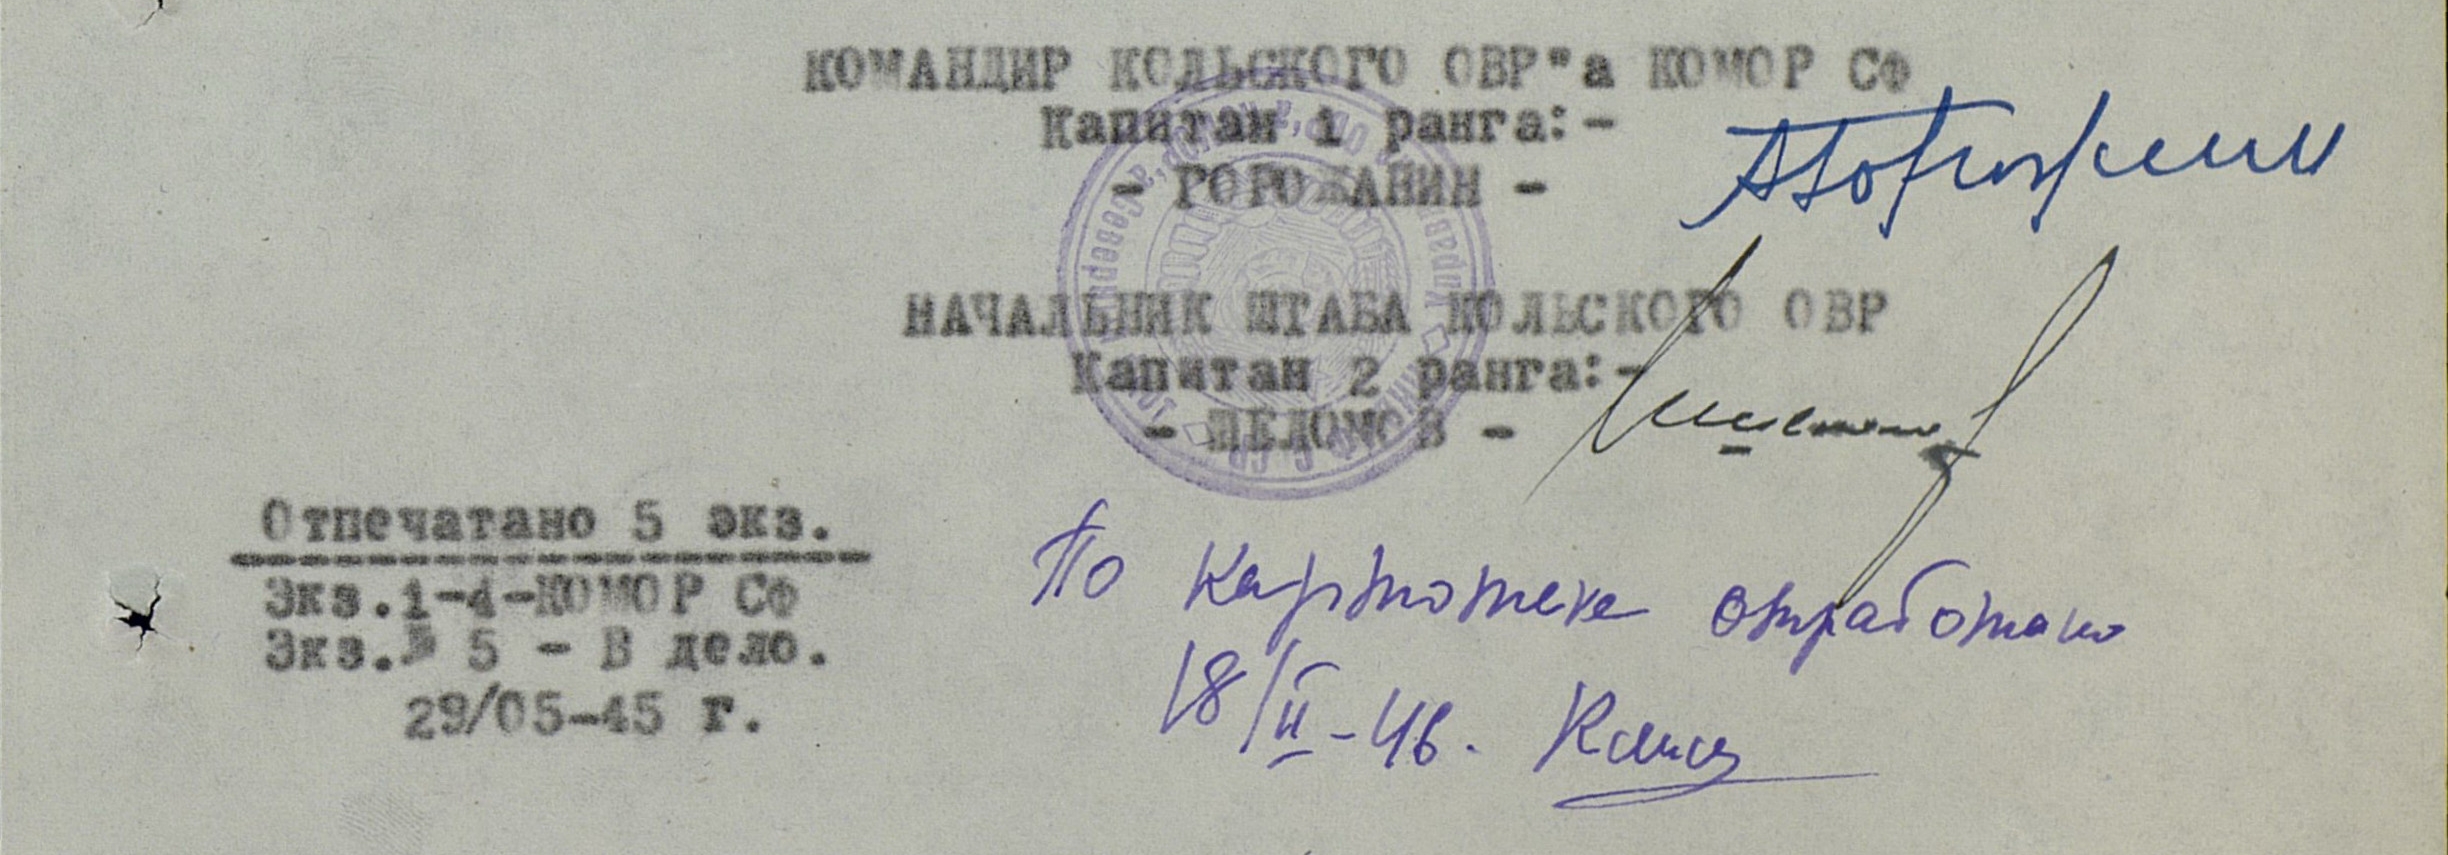 КОМАНДИР КОЛЬСКОГО ОВР"а КОМОР СФ
Капитан 1 ранга:-
- ГОРОЖАНИН -
НАЧАЛЬНИК ШТАБА КОЛЬСКОГО ОВР
Капитан 2 ранга:-
- ШЕЛОМОВ -
Отпечатано 5 экз.
Экз.1-4-КОМОР СФ
Экз.№ 5 - В дело.
29/05-45 г.
По картотеке отработано
18/II-46.